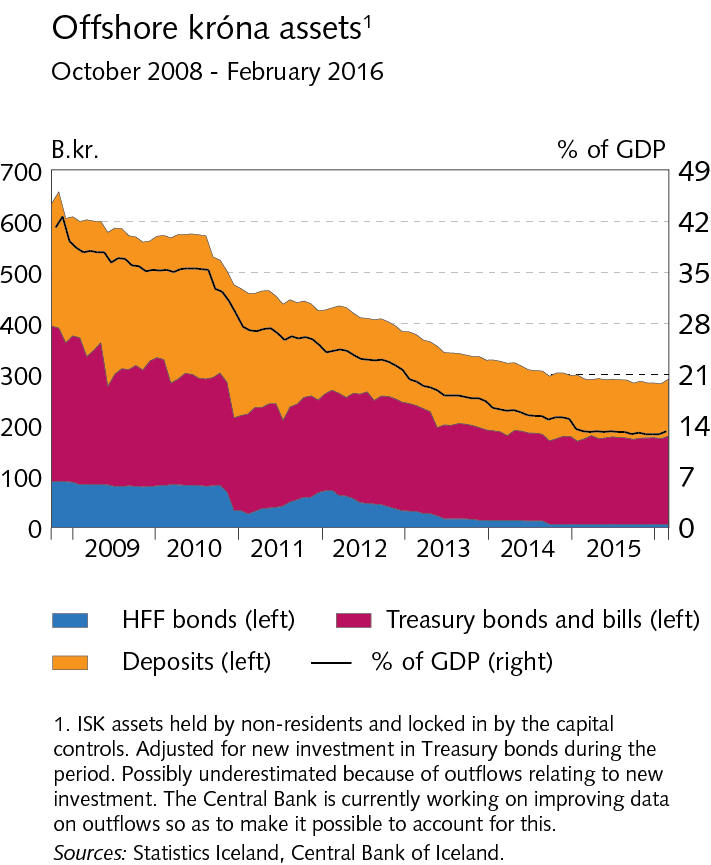 Offshore króna assets¹
October 2008 - February 2016
B.kr. % of GDP
700 49
600 42
500 35
400 28
300 21
200 14
100 7
0 0
2009 2010 2011 2012 2013 2014 2015
HFF bonds (left) Treasury bonds and bills (left)
Deposits (left) % of GDP (right)
1. ISK assets held by non-residents and locked in by the capital
controls. Adjusted for new investment in Treasury bonds during the
period. Possibly underestimated because of outflows relating to new
investment. The Central Bank is currently working on improving data
on outflows so as to make it possible to account for this.
Sources: Statistics Iceland, Central Bank of Iceland.